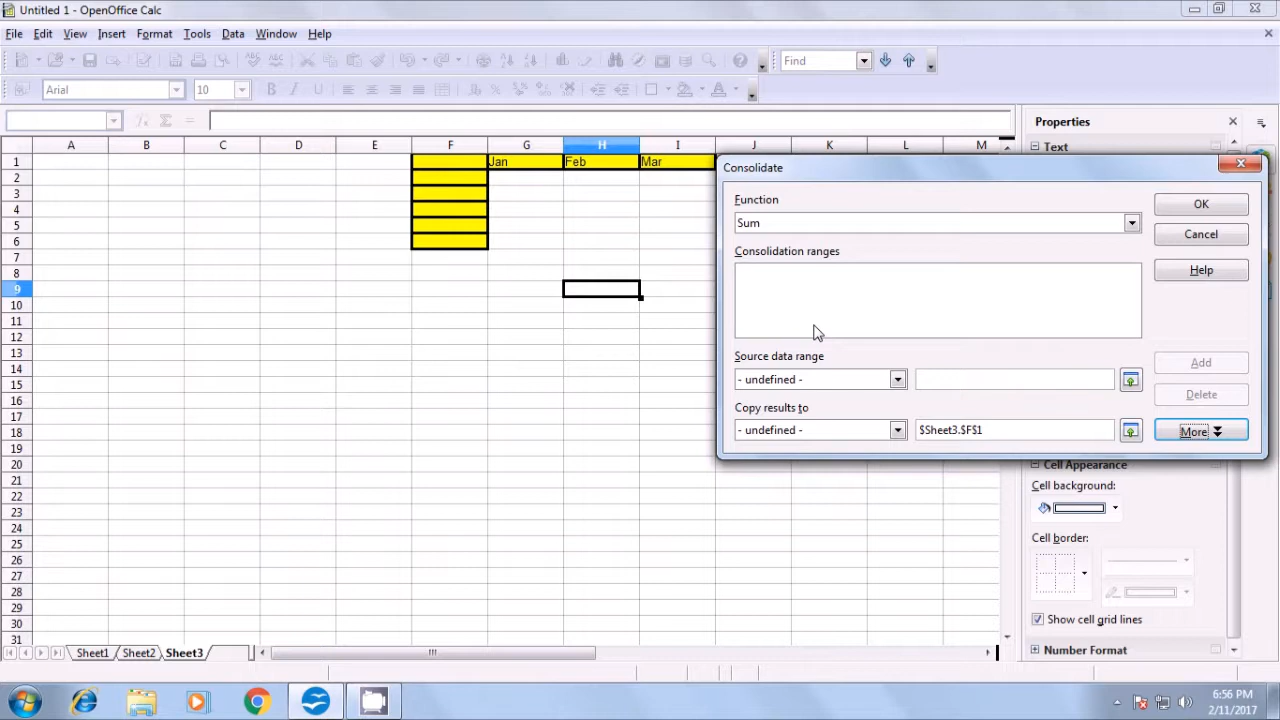 Untitled 1 - OpenOffice Calc
File Edit View Insert Format Tools Data Window Help
Find
Arial 10
Properties
Text
A B C D E F G H I J K L M
1 Jan Feb Mar
2
3
4
5
6
7
8
9
10
11
12
13
14
15
16
17
18
19
20
21
22
23
24
25
26
27
28
29
30
31
Consolidate
Function
Sum
Consolidation ranges
Source data range
- undefined -
Copy results to
- undefined - $Sheet3.$F$1
OK
Cancel
Help
Add
Delete
More
Cell Appearance
Cell background:
Cell border:
Show cell grid lines
Number Format
Sheet1 Sheet2 Sheet3
6:56 PM
2/11/2017